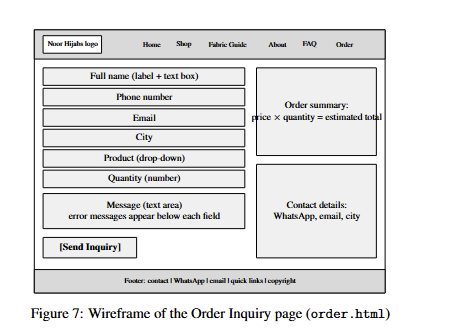 Noor Hijabs logo
Home Shop Fabric Guide About FAQ Order
Full name (label + text box)
Phone number
Email
City
Product (drop-down)
Quantity (number)
Message (text area)
error messages appear below each field
[Send Inquiry]
Order summary:
price × quantity = estimated total
Contact details:
WhatsApp, email, city
Footer: contact | WhatsApp | email | quick links | copyright
Figure 7: Wireframe of the Order Inquiry page (order.html)